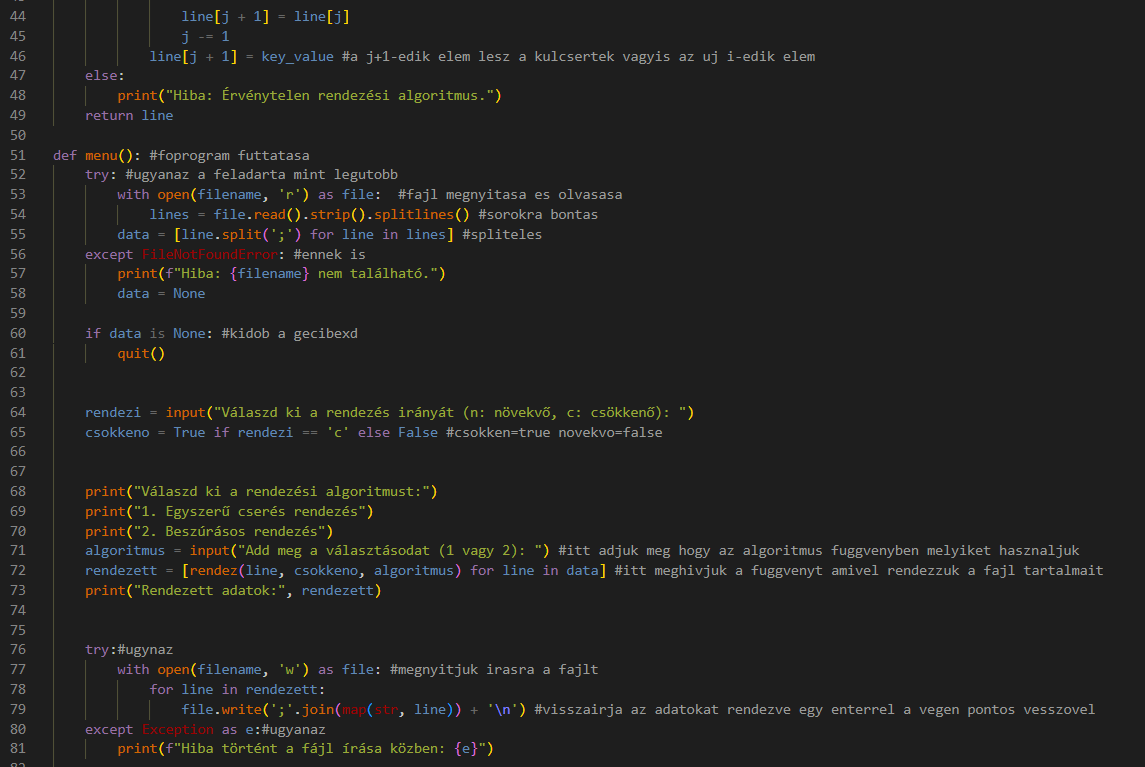 44 line[j + 1] = line[j]
45 j -= 1
46 line[j + 1] = key_value #a j+1-edik elem lesz a kulcsertek vagyis az uj i-edik elem
47 else:
48 print("Hiba: Érvénytelen rendezési algoritmus.")
49 return line
50
51 def menu(): #foprogram futtatasa
52 try: #ugyanaz a feladarta mint legutobb
53 with open(filename, 'r') as file:  #fajl megnyitasa es olvasasa
54 lines = file.read().strip().splitlines() #sorokra bontas
55 data = [line.split(';') for line in lines] #spliteles
56 except FileNotFoundError: #ennek is
57 print(f"Hiba: {filename} nem található.")
58 data = None
59
60 if data is None: #kidob a gecibexd
61 quit()
62
63
64 rendezi = input("Válaszd ki a rendezés irányát (n: növekvő, c: csökkenő): ")
65 csokkeno = True if rendezi == 'c' else False #csokken=true novekvo=false
66
67
68 print("Válaszd ki a rendezési algoritmust:")
69 print("1. Egyszerű cserés rendezés")
70 print("2. Beszúrásos rendezés")
71 algoritmus = input("Add meg a választásodat (1 vagy 2): ") #itt adjuk meg hogy az algoritmus fuggvenyben melyiket hasznaljuk
72 rendezett = [rendez(line, csokkeno, algoritmus) for line in data] #itt meghivjuk a fuggvenyt amivel rendezzuk a fajl tartalmait
73 print("Rendezett adatok:", rendezett)
74
75
76 try:#ugynaz
77 with open(filename, 'w') as file: #megnyitjuk irasra a fajlt
78 for line in rendezett:
79 file.write(';'.join(map(str, line)) + '\n') #visszairja az adatokat rendezve egy enterrel a vegen pontos vesszovel
80 except Exception as e:#ugyanaz
81 print(f"Hiba történt a fájl írása közben: {e}")